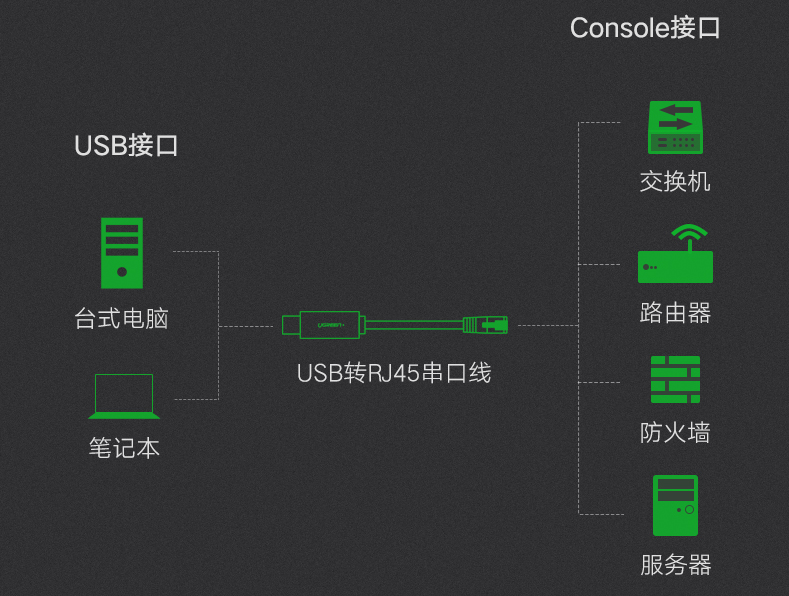 Console接口
USB接口
交换机
台式电脑
路由器
UGREEN
USB转RJ45串口线
笔记本
防火墙
服务器